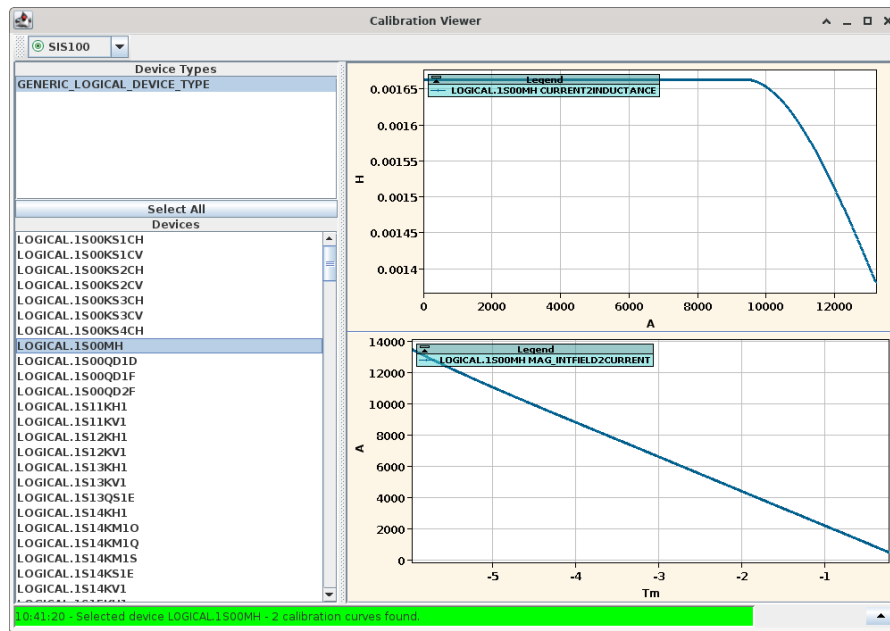 Calibration Viewer
SIS100
Device Types
GENERIC_LOGICAL_DEVICE_TYPE
Select All
Devices
LOGICAL.1S00KS1CH
LOGICAL.1S00KS1CV
LOGICAL.1S00KS2CH
LOGICAL.1S00KS2CV
LOGICAL.1S00KS3CH
LOGICAL.1S00KS3CV
LOGICAL.1S00KS4CH
LOGICAL.1S00MH
LOGICAL.1S00QD1D
LOGICAL.1S00QD1F
LOGICAL.1S00QD2F
LOGICAL.1S11KH1
LOGICAL.1S11KV1
LOGICAL.1S12KH1
LOGICAL.1S12KV1
LOGICAL.1S13KH1
LOGICAL.1S13KV1
LOGICAL.1S13QS1E
LOGICAL.1S14KH1
LOGICAL.1S14KM1O
LOGICAL.1S14KM1Q
LOGICAL.1S14KM1S
LOGICAL.1S14KS1E
LOGICAL.1S14KV1
Legend
LOGICAL.1S00MH CURRENT2INDUCTANCE
0.00165
0.0016
0.00155
0.0015
0.00145
0.0014
H
0 2000 4000 6000 8000 10000 12000
A
Legend
LOGICAL.1S00MH MAG_INTFIELD2CURRENT
14000
12000
10000
8000
6000
4000
2000
0
A
-5 -4 -3 -2 -1
Tm
10:41:20 - Selected device LOGICAL.1S00MH - 2 calibration curves found.